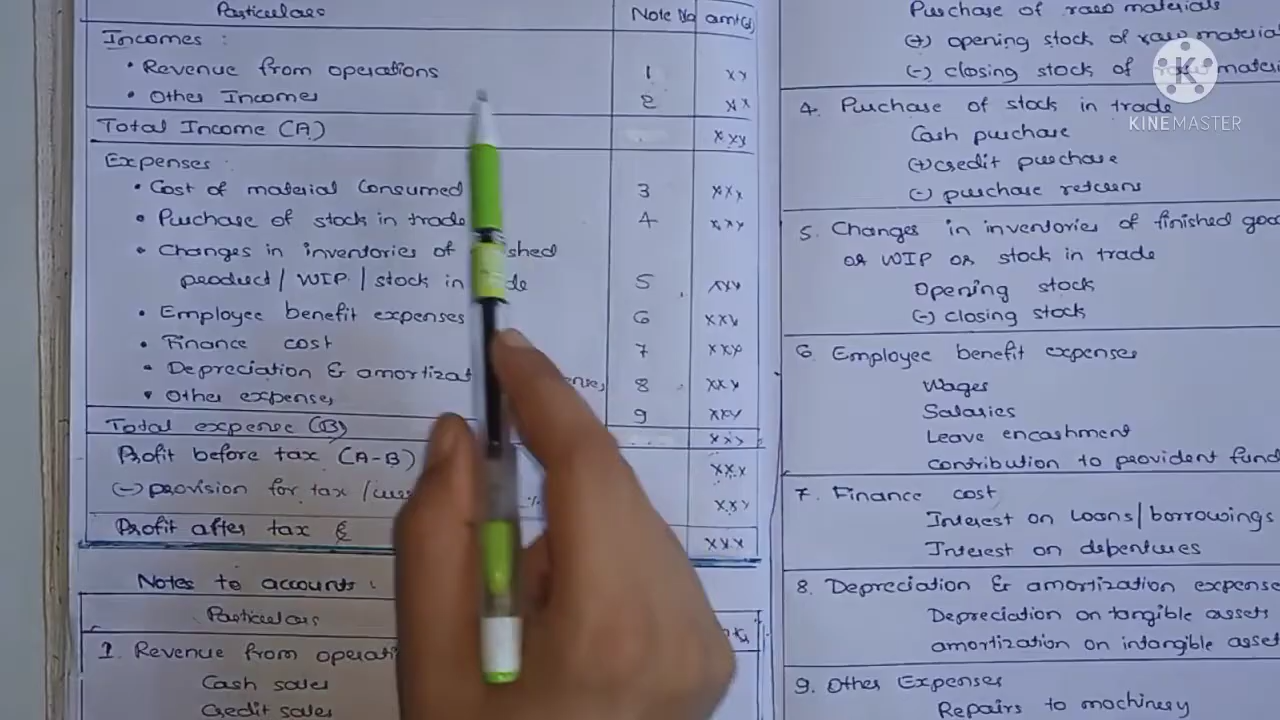 Particulars Note No amt(₹)
Incomes :
• Revenue from operations 1 xx
• Other Incomes 2 xx
Total Income (A) xxx
Expenses :
• Cost of material consumed 3 xxx
• Purchase of stock in trade 4 xxx
• Changes in inventories of shed
product / WIP / stock in de 5 xxx
• Employee benefit expenses 6 xxx
• Finance cost 7 xxx
• Depreciation & amortizat enses 8 xxx
• Other expenses 9 xxx
Total expense (B) xxx
Profit before tax (A-B) xxx
(-) provision for tax / % xxx
Profit after tax & xxx
Notes to accounts :
Particulars
1. Revenue from operati
Cash sales
Credit sales
Purchase of raw materials
(+) opening stock of raw material
(-) closing stock of raw materi
4. Purchase of stock in trade
Cash purchase
(+) credit purchase
(-) purchase returns
5. Changes in inventories of finished goo
or WIP or stock in trade
Opening stock
(-) closing stock
6. Employee benefit expenses
Wages
Salaries
Leave encashment
contribution to provident fund
7. Finance cost
Interest on loans/borrowings
Interest on debentures
8. Depreciation & amortization expense
Depreciation on tangible assets
amortization on intangible asset
9. Other Expenses
Repairs to machinery
K
KINEMASTER